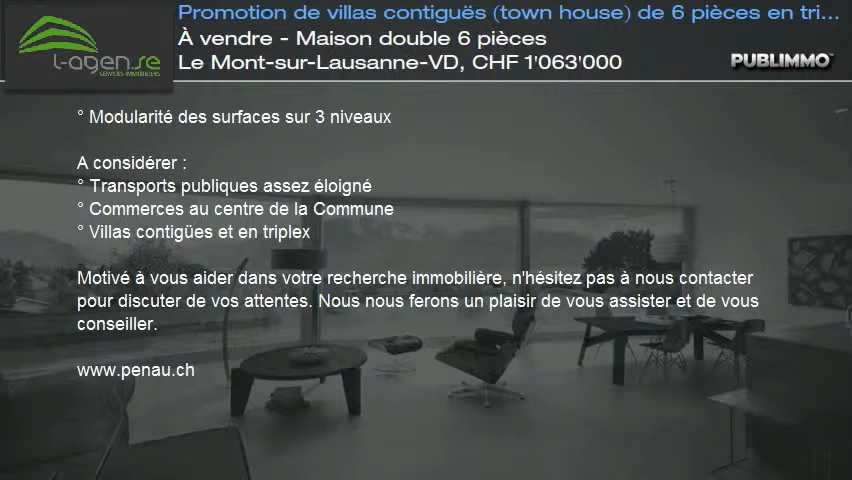 Promotion de villas contiguës (town house) de 6 pièces en tri...
À vendre - Maison double 6 pièces
Le Mont-sur-Lausanne-VD, CHF 1'063'000
l-agen.se
SERVICES IMMOBILIERS
PUBLIMMO
° Modularité des surfaces sur 3 niveaux
A considérer :
° Transports publiques assez éloigné
° Commerces au centre de la Commune
° Villas contigües et en triplex
Motivé à vous aider dans votre recherche immobilière, n'hésitez pas à nous contacter
pour discuter de vos attentes. Nous nous ferons un plaisir de vous assister et de vous
conseiller.
www.penau.ch